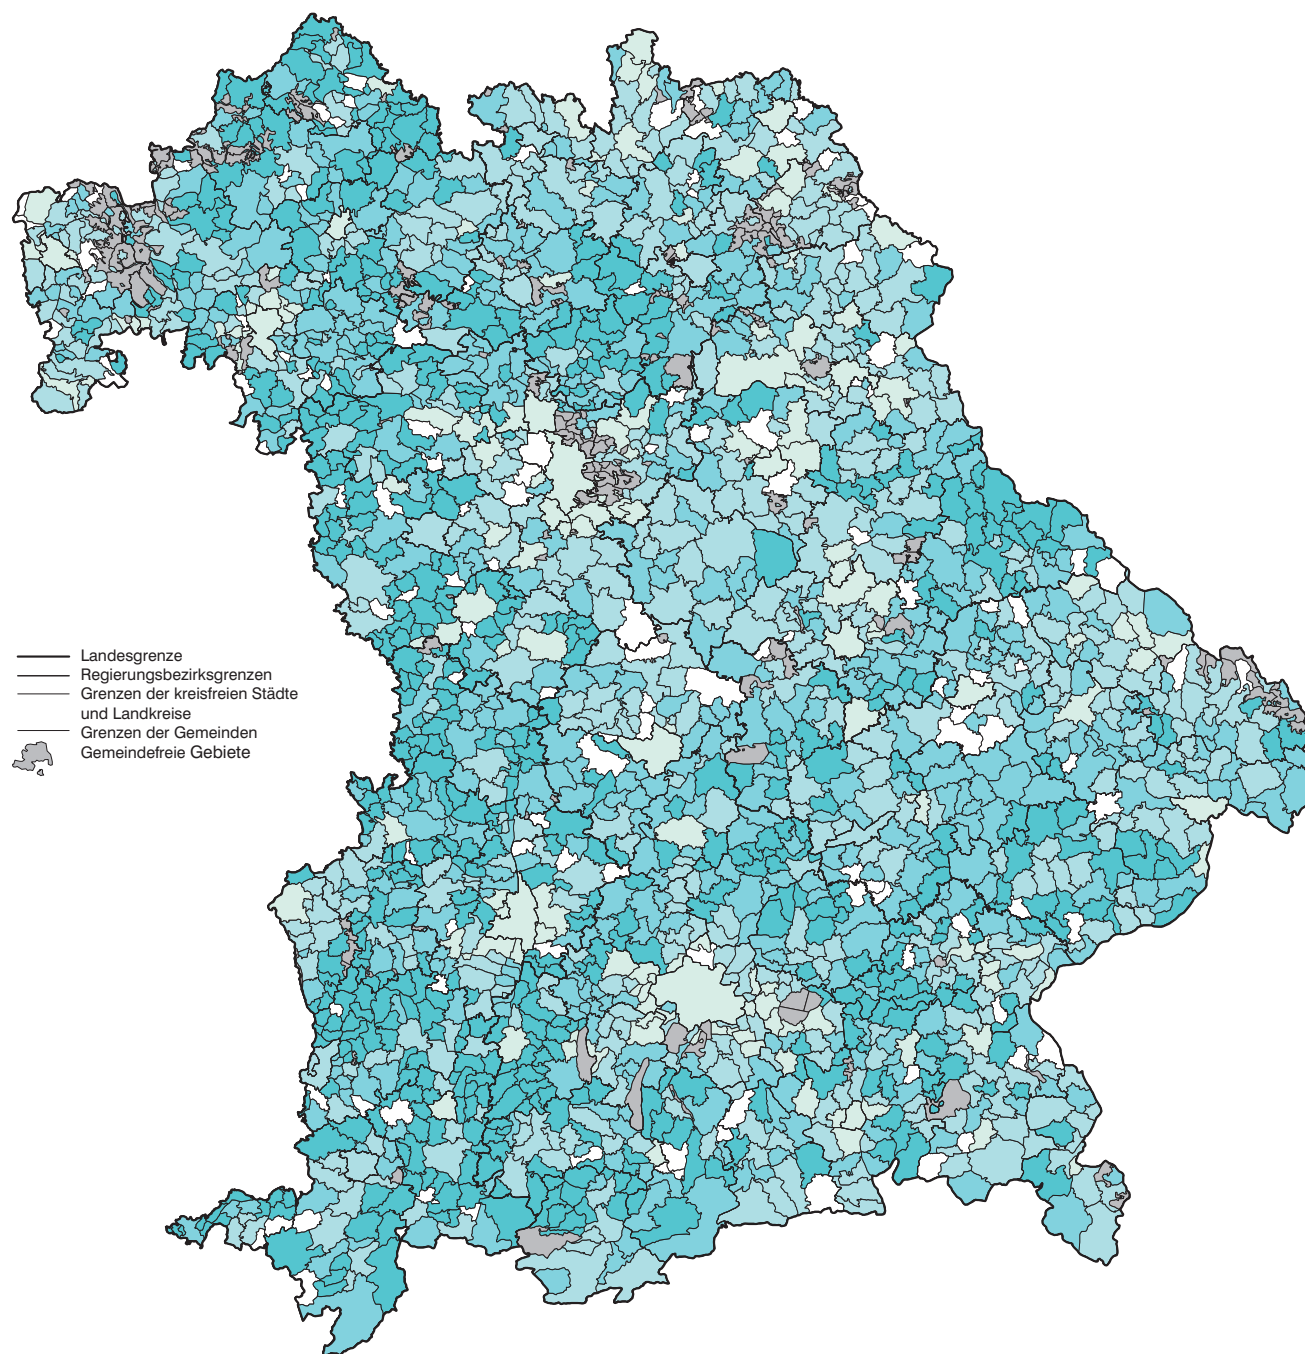 Landesgrenze
Regierungsbezirksgrenzen
Grenzen der kreisfreien Städte
und Landkreise
Grenzen der Gemeinden
Gemeindefreie Gebiete